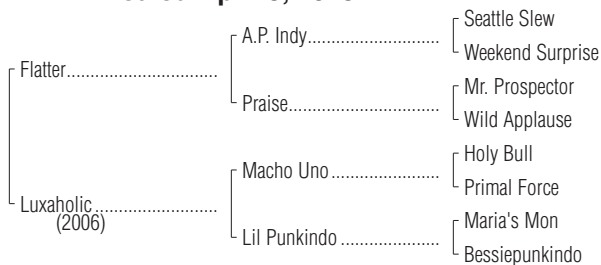 Seattle Slew
A.P. Indy
Weekend Surprise
Flatter
Mr. Prospector
Praise
Wild Applause
Holy Bull
Macho Uno
Primal Force
Luxaholic
(2006)
Maria's Mon
Lil Punkindo
Bessiepunkindo